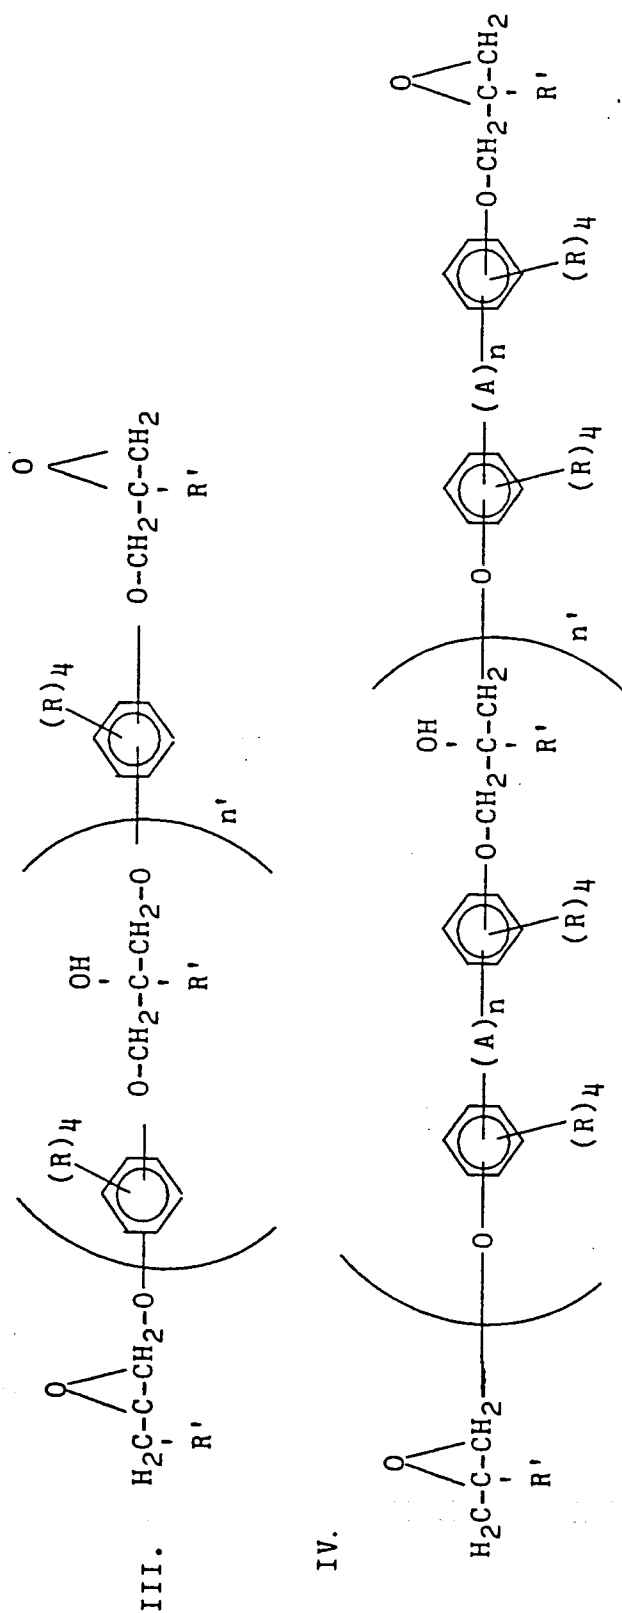 III.
O
O
(R)4
OH
(R)4
H2C-C-CH2-O
O-CH2-C-CH2-O
O-CH2-C-CH2
R'
R'
n'
R'
IV.
O
OH
O
H2C-C-CH2
O
(A)n
O-CH2-C-CH2
O
(A)n
O-CH2-C-CH2
R'
(R)4
(R)4
R'
n'
(R)4
(R)4
R'